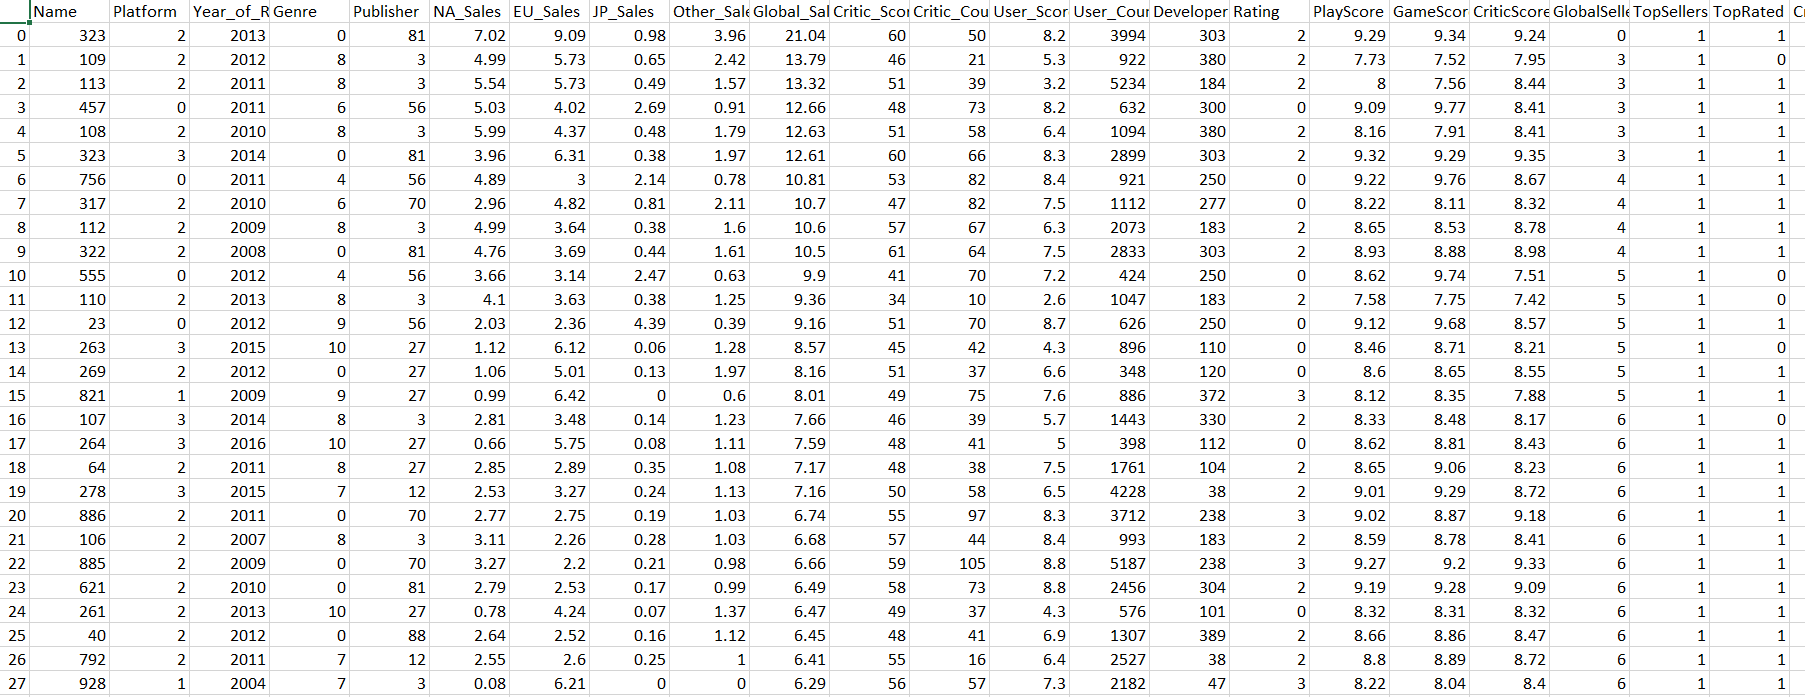 Name Platform Year_of_R Genre Publisher NA_Sales EU_Sales JP_Sales Other_Sale Global_Sal Critic_Scor Critic_Cou User_Scor User_Cour Developer Rating PlayScore GameScor CriticScore GlobalSelle TopSellers TopRated Cr
0 323 2 2013 0 81 7.02 9.09 0.98 3.96 21.04 60 50 8.2 3994 303 2 9.29 9.34 9.24 0 1 1
1 109 2 2012 8 3 4.99 5.73 0.65 2.42 13.79 46 21 5.3 922 380 2 7.73 7.52 7.95 3 1 0
2 113 2 2011 8 3 5.54 5.73 0.49 1.57 13.32 51 39 3.2 5234 184 2 8 7.56 8.44 3 1 1
3 457 0 2011 6 56 5.03 4.02 2.69 0.91 12.66 48 73 8.2 632 300 0 9.09 9.77 8.41 3 1 1
4 108 2 2010 8 3 5.99 4.37 0.48 1.79 12.63 51 58 6.4 1094 380 2 8.16 7.91 8.41 3 1 1
5 323 3 2014 0 81 3.96 6.31 0.38 1.97 12.61 60 66 8.3 2899 303 2 9.32 9.29 9.35 3 1 1
6 756 0 2011 4 56 4.89 3 2.14 0.78 10.81 53 82 8.4 921 250 0 9.22 9.76 8.67 4 1 1
7 317 2 2010 6 70 2.96 4.82 0.81 2.11 10.7 47 82 7.5 1112 277 0 8.22 8.11 8.32 4 1 1
8 112 2 2009 8 3 4.99 3.64 0.38 1.6 10.6 57 67 6.3 2073 183 2 8.65 8.53 8.78 4 1 1
9 322 2 2008 0 81 4.76 3.69 0.44 1.61 10.5 61 64 7.5 2833 303 2 8.93 8.88 8.98 4 1 1
10 555 0 2012 4 56 3.66 3.14 2.47 0.63 9.9 41 70 7.2 424 250 0 8.62 9.74 7.51 5 1 0
11 110 2 2013 8 3 4.1 3.63 0.38 1.25 9.36 34 10 2.6 1047 183 2 7.58 7.75 7.42 5 1 0
12 23 0 2012 9 56 2.03 2.36 4.39 0.39 9.16 51 70 8.7 626 250 0 9.12 9.68 8.57 5 1 1
13 263 3 2015 10 27 1.12 6.12 0.06 1.28 8.57 45 42 4.3 896 110 0 8.46 8.71 8.21 5 1 0
14 269 2 2012 0 27 1.06 5.01 0.13 1.97 8.16 51 37 6.6 348 120 0 8.6 8.65 8.55 5 1 1
15 821 1 2009 9 27 0.99 6.42 0 0.6 8.01 49 75 7.6 886 372 3 8.12 8.35 7.88 5 1 1
16 107 3 2014 8 3 2.81 3.48 0.14 1.23 7.66 46 39 5.7 1443 330 2 8.33 8.48 8.17 6 1 0
17 264 3 2016 10 27 0.66 5.75 0.08 1.11 7.59 48 41 5 398 112 0 8.62 8.81 8.43 6 1 1
18 64 2 2011 8 27 2.85 2.89 0.35 1.08 7.17 48 38 7.5 1761 104 2 8.65 9.06 8.23 6 1 1
19 278 3 2015 7 12 2.53 3.27 0.24 1.13 7.16 50 58 6.5 4228 38 2 9.01 9.29 8.72 6 1 1
20 886 2 2011 0 70 2.77 2.75 0.19 1.03 6.74 55 97 8.3 3712 238 3 9.02 8.87 9.18 6 1 1
21 106 2 2007 8 3 3.11 2.26 0.28 1.03 6.68 57 44 8.4 993 183 2 8.59 8.78 8.41 6 1 1
22 885 2 2009 0 70 3.27 2.2 0.21 0.98 6.66 59 105 8.8 5187 238 3 9.27 9.2 9.33 6 1 1
23 621 2 2010 0 81 2.79 2.53 0.17 0.99 6.49 58 73 8.8 2456 304 2 9.19 9.28 9.09 6 1 1
24 261 2 2013 10 27 0.78 4.24 0.07 1.37 6.47 49 37 4.3 576 101 0 8.32 8.31 8.32 6 1 1
25 40 2 2012 0 88 2.64 2.52 0.16 1.12 6.45 48 41 6.9 1307 389 2 8.66 8.86 8.47 6 1 1
26 792 2 2011 7 12 2.55 2.6 0.25 1 6.41 55 16 6.4 2527 38 2 8.8 8.89 8.72 6 1 1
27 928 1 2004 7 3 0.08 6.21 0 0 6.29 56 57 7.3 2182 47 3 8.22 8.04 8.4 6 1 1